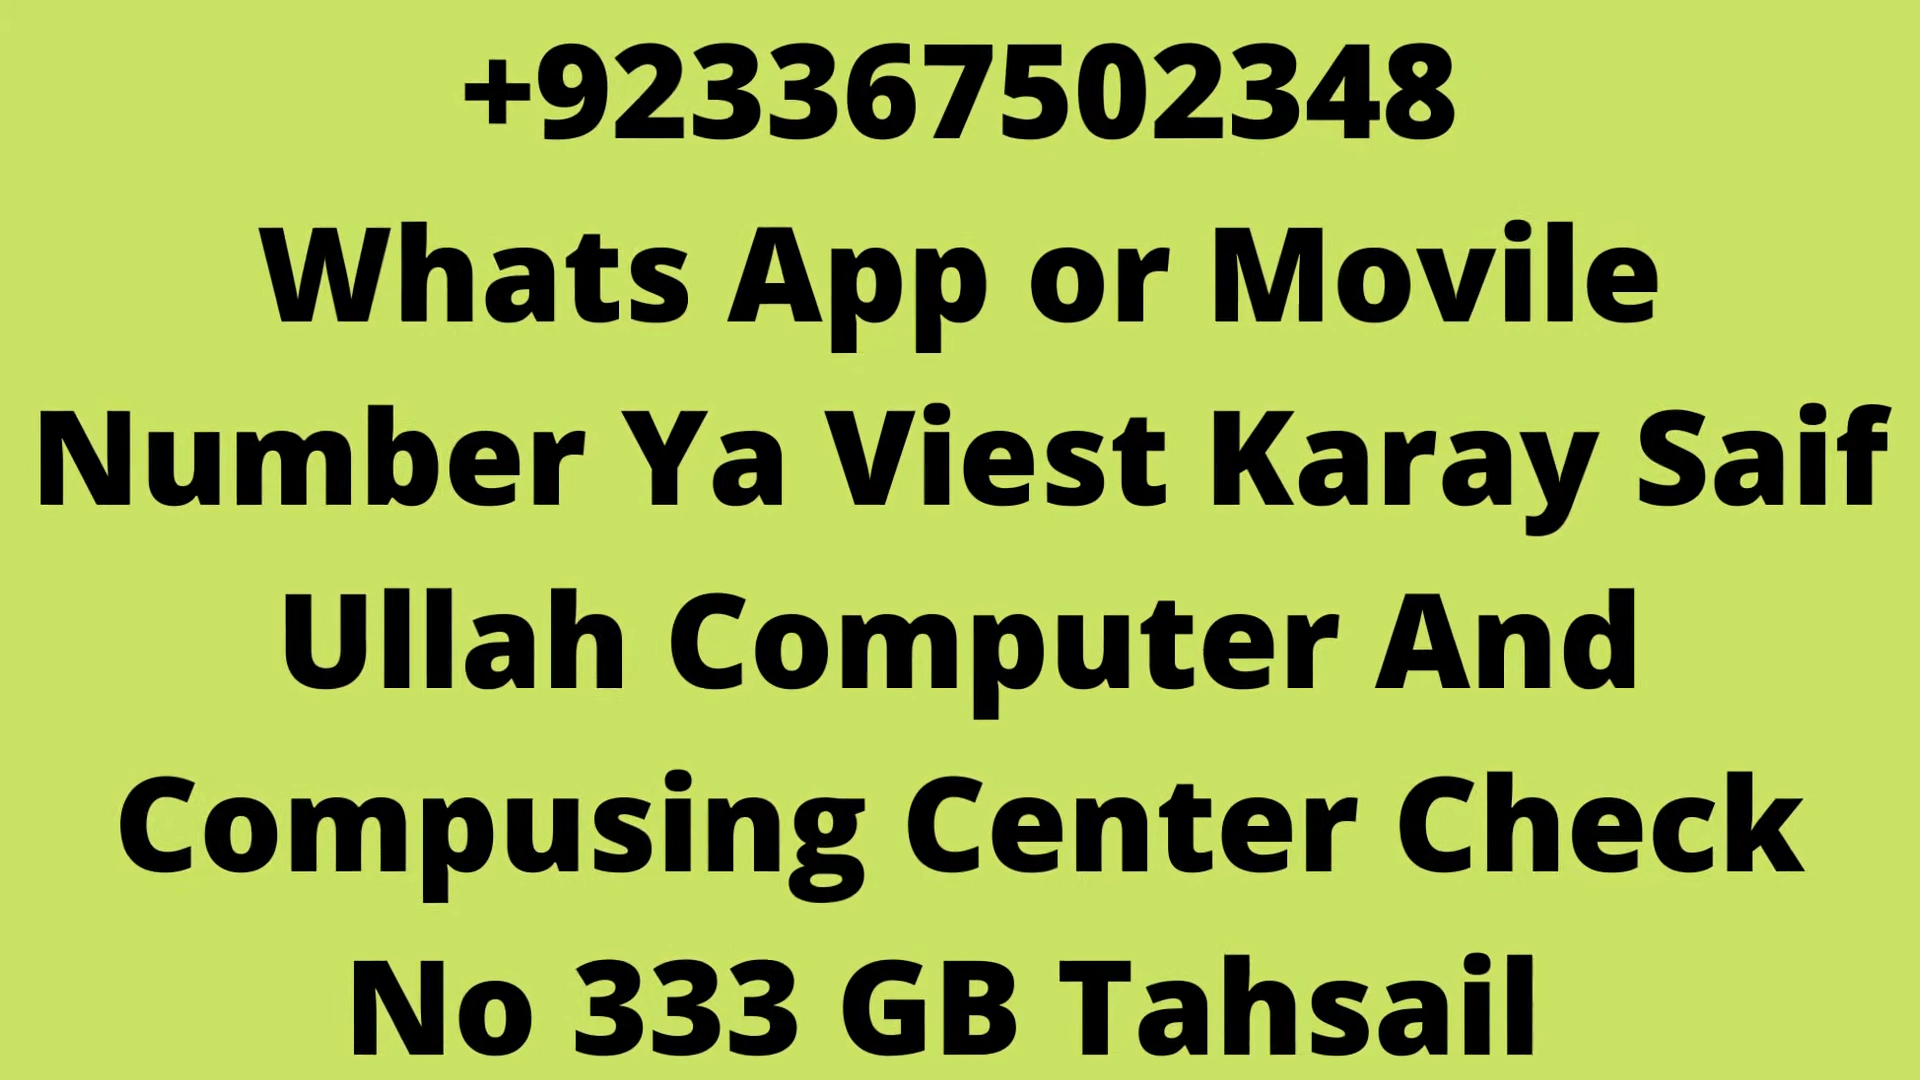 +923367502348
Whats App or Movile
Number Ya Viest Karay Saif
Ullah Computer And
Compusing Center Check
No 333 GB Tahsail